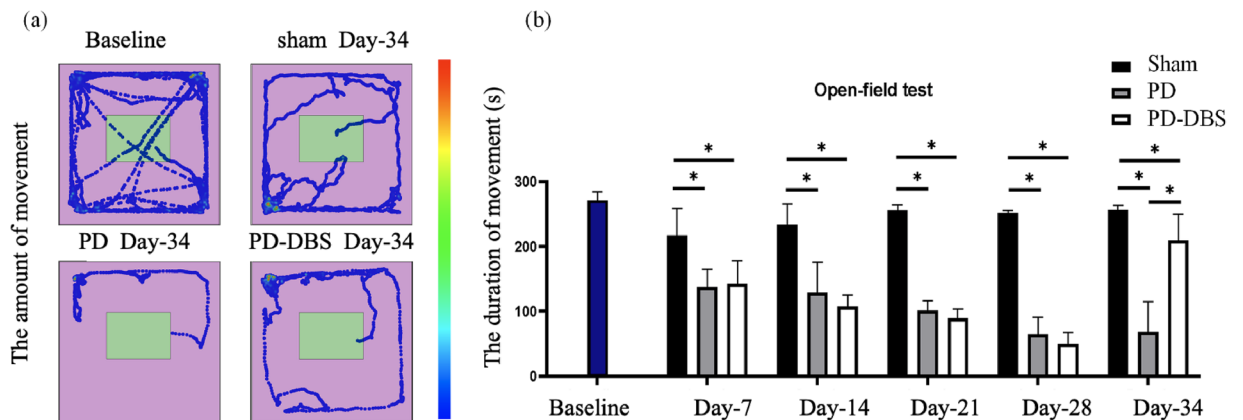 (a)
Baseline
sham Day-34
PD Day-34
PD-DBS Day-34
The amount of movement
(b)
Open-field test
Sham
PD
PD-DBS
The duration of movement (s)
300
200
100
0
* * * * * * * * * * *
Baseline Day-7 Day-14 Day-21 Day-28 Day-34